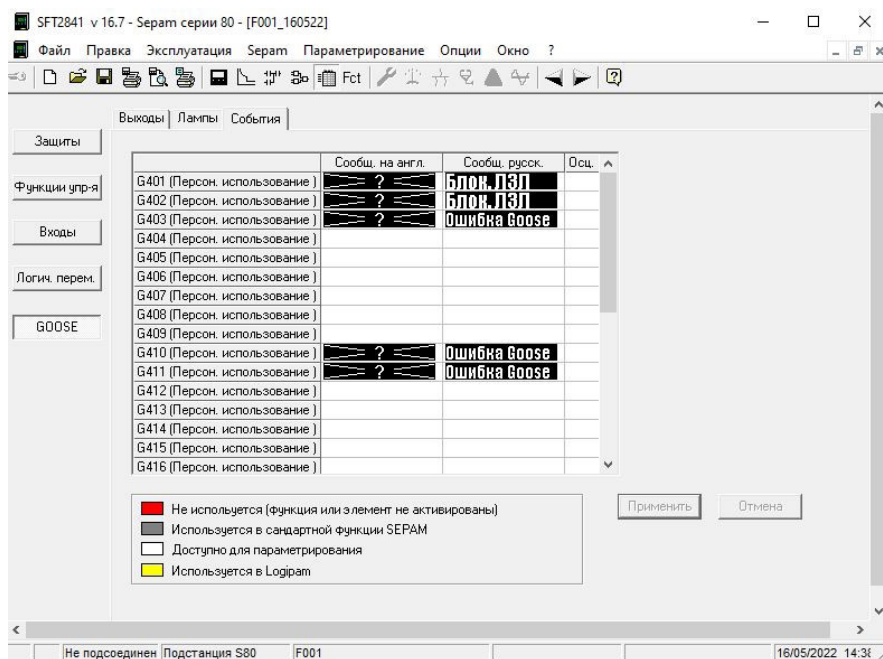 SFT2841 v 16.7 - Sepam серии 80 - [F001_160522]
Файл Правка Эксплуатация Sepam Параметрирование Опции Окно ?
Fct
Выходы Лампы События
Защиты
Функции упр-я
Входы
Логич. перем.
GOOSE
Сообщ. на англ. Сообщ. русск. Осц.
G401 (Персон. использование ) ? Блок. ЛЗЛ
G402 (Персон. использование ) ? Блок. ЛЗЛ
G403 (Персон. использование ) ? Ошибка Goose
G404 (Персон. использование )
G405 (Персон. использование )
G406 (Персон. использование )
G407 (Персон. использование )
G408 (Персон. использование )
G409 (Персон. использование )
G410 (Персон. использование ) ? Ошибка Goose
G411 (Персон. использование ) ? Ошибка Goose
G412 (Персон. использование )
G413 (Персон. использование )
G414 (Персон. использование )
G415 (Персон. использование )
G416 (Персон. использование )
Не испольуется (функция или элемент не активированы)
Используется в сандартной функции SEPAM
Доступно для параметрирования
Используется в Logipam
Применить Отмена
Не подсоединен Подстанция S80 F001 16/05/2022